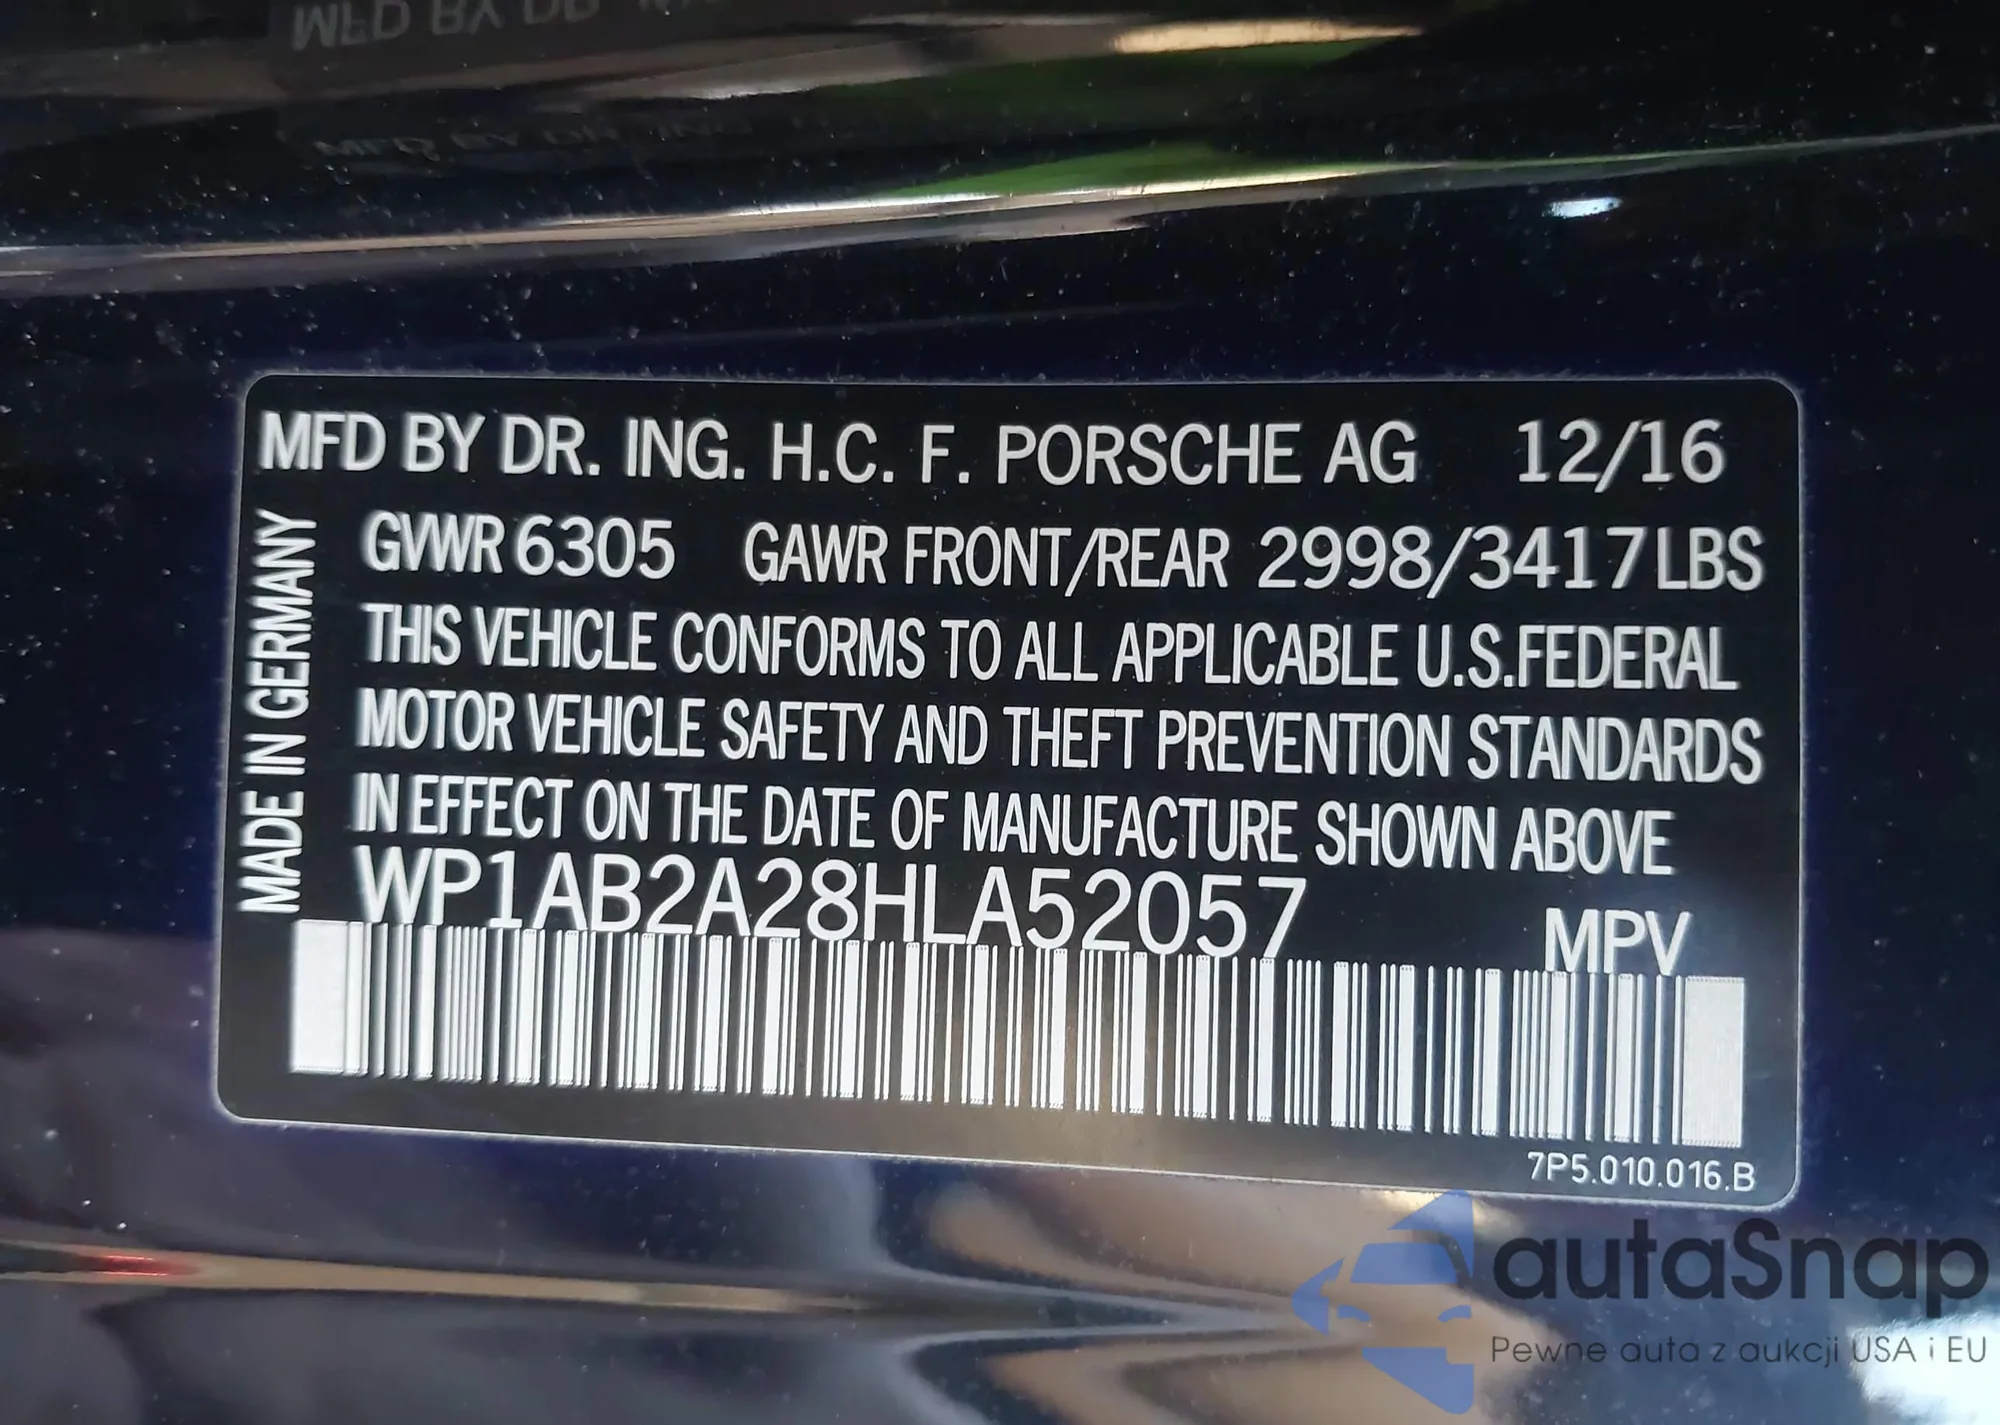 MFD BY DR. ING. H.C. F. PORSCHE AG 12/16
GVWR 6305 GAWR FRONT/REAR 2998/3417 LBS
THIS VEHICLE CONFORMS TO ALL APPLICABLE U.S.FEDERAL
MOTOR VEHICLE SAFETY AND THEFT PREVENTION STANDARDS
IN EFFECT ON THE DATE OF MANUFACTURE SHOWN ABOVE
WP1AB2A28HLA52057 MPV
MADE IN GERMANY
7P5.010.016.B
autaSnap
Pewne auta z aukcji USA i EU